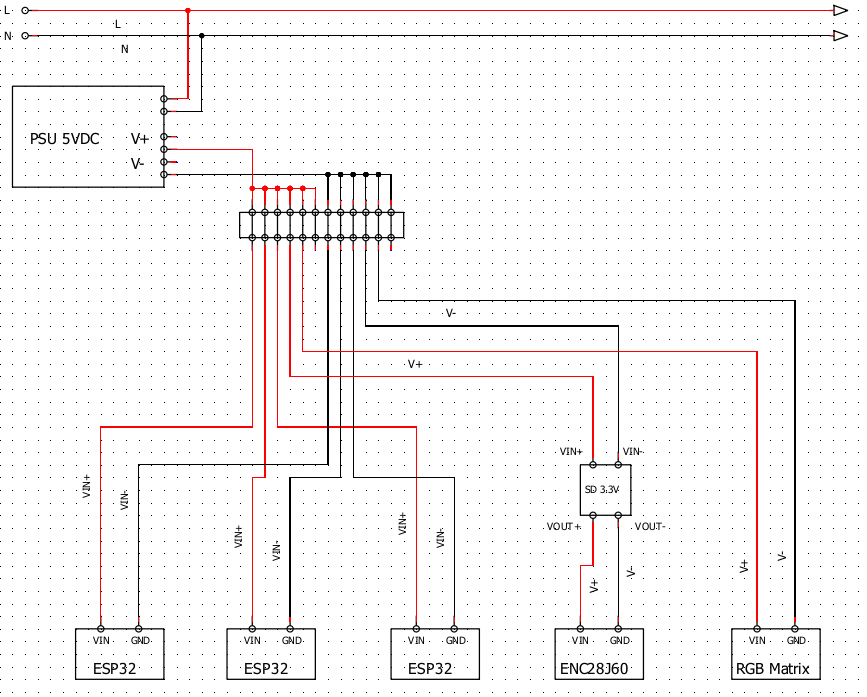 L
L
N
N
PSU 5VDC
V+
V-
V-
V+
VIN+
VIN-
VIN+
VIN-
VIN+
VIN-
VIN+
VIN-
SD 3.3V
VOUT+
VOUT-
V+
V-
V+
V-
VIN
GND
ESP32
VIN
GND
ESP32
VIN
GND
ESP32
VIN
GND
ENC28J60
VIN
GND
RGB Matrix